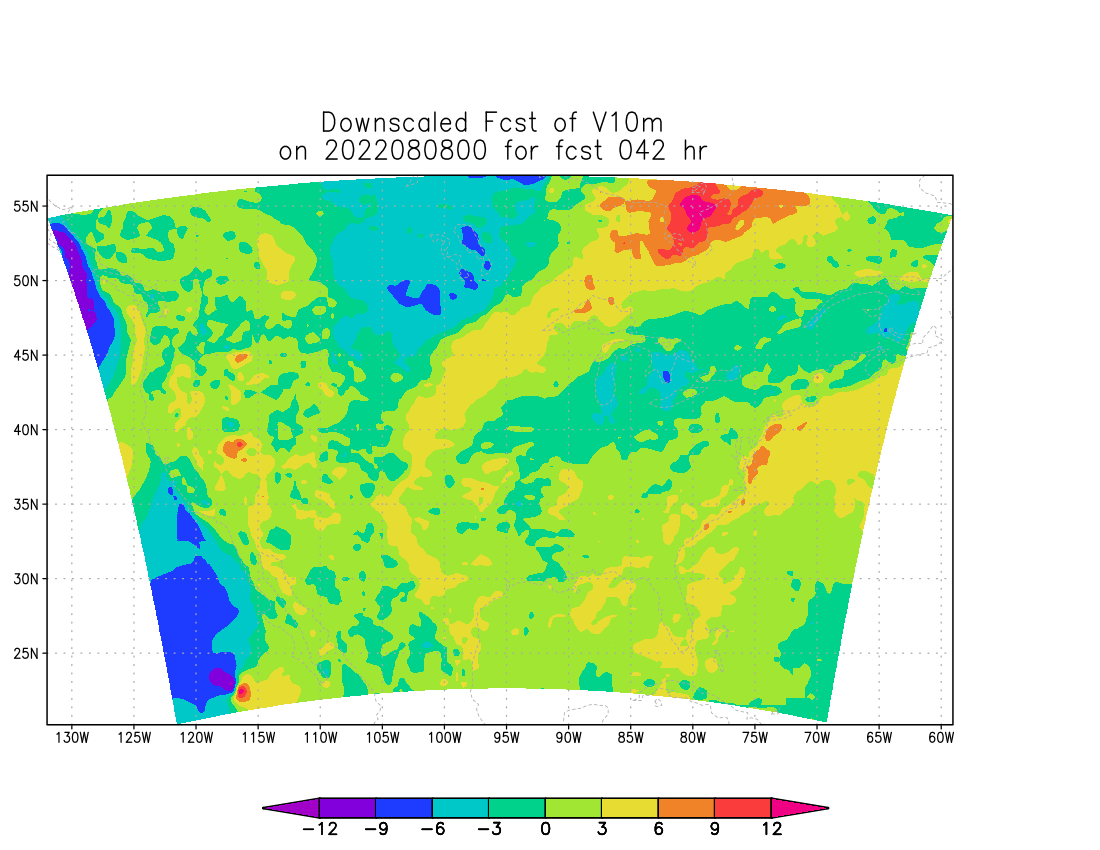 Downscaled Fcst of V10m
on 2022080800 for fcst 042 hr
55N
50N
45N
40N
35N
30N
25N
130W 125W 120W 115W 110W 105W 100W 95W 90W 85W 80W 75W 70W 65W 60W
−12 −9 −6 −3 0 3 6 9 12